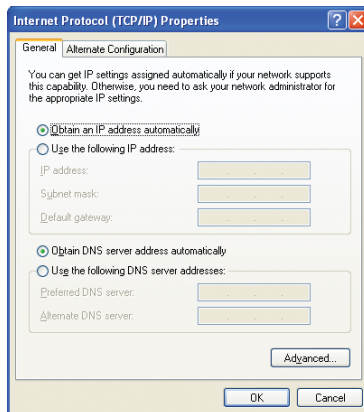 Internet Protocol (TCP/IP) Properties
General
Alternate Configuration
You can get IP settings assigned automatically if your network supports
this capability. Otherwise, you need to ask your network administrator for
the appropriate IP settings.
Obtain an IP address automatically
Use the following IP address:
IP address:
Subnet mask:
Default gateway:
Obtain DNS server address automatically
Use the following DNS server addresses:
Preferred DNS server:
Alternate DNS server:
Advanced...
OK
Cancel